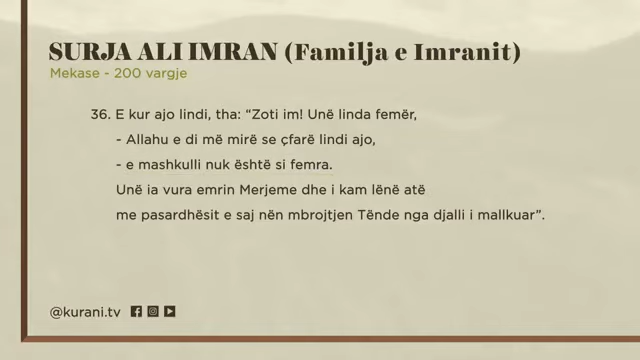 SURJA ALI IMRAN (Familja e Imranit)
Mekase - 200 vargje
36. E kur ajo lindi, tha: “Zoti im! Unë linda femër,
- Allahu e di më mirë se çfarë lindi ajo,
- e mashkulli nuk është si femra.
Unë ia vura emrin Merjeme dhe i kam lënë atë
me pasardhësit e saj nën mbrojtjen Tënde nga djalli i mallkuar”.
@kurani.tv